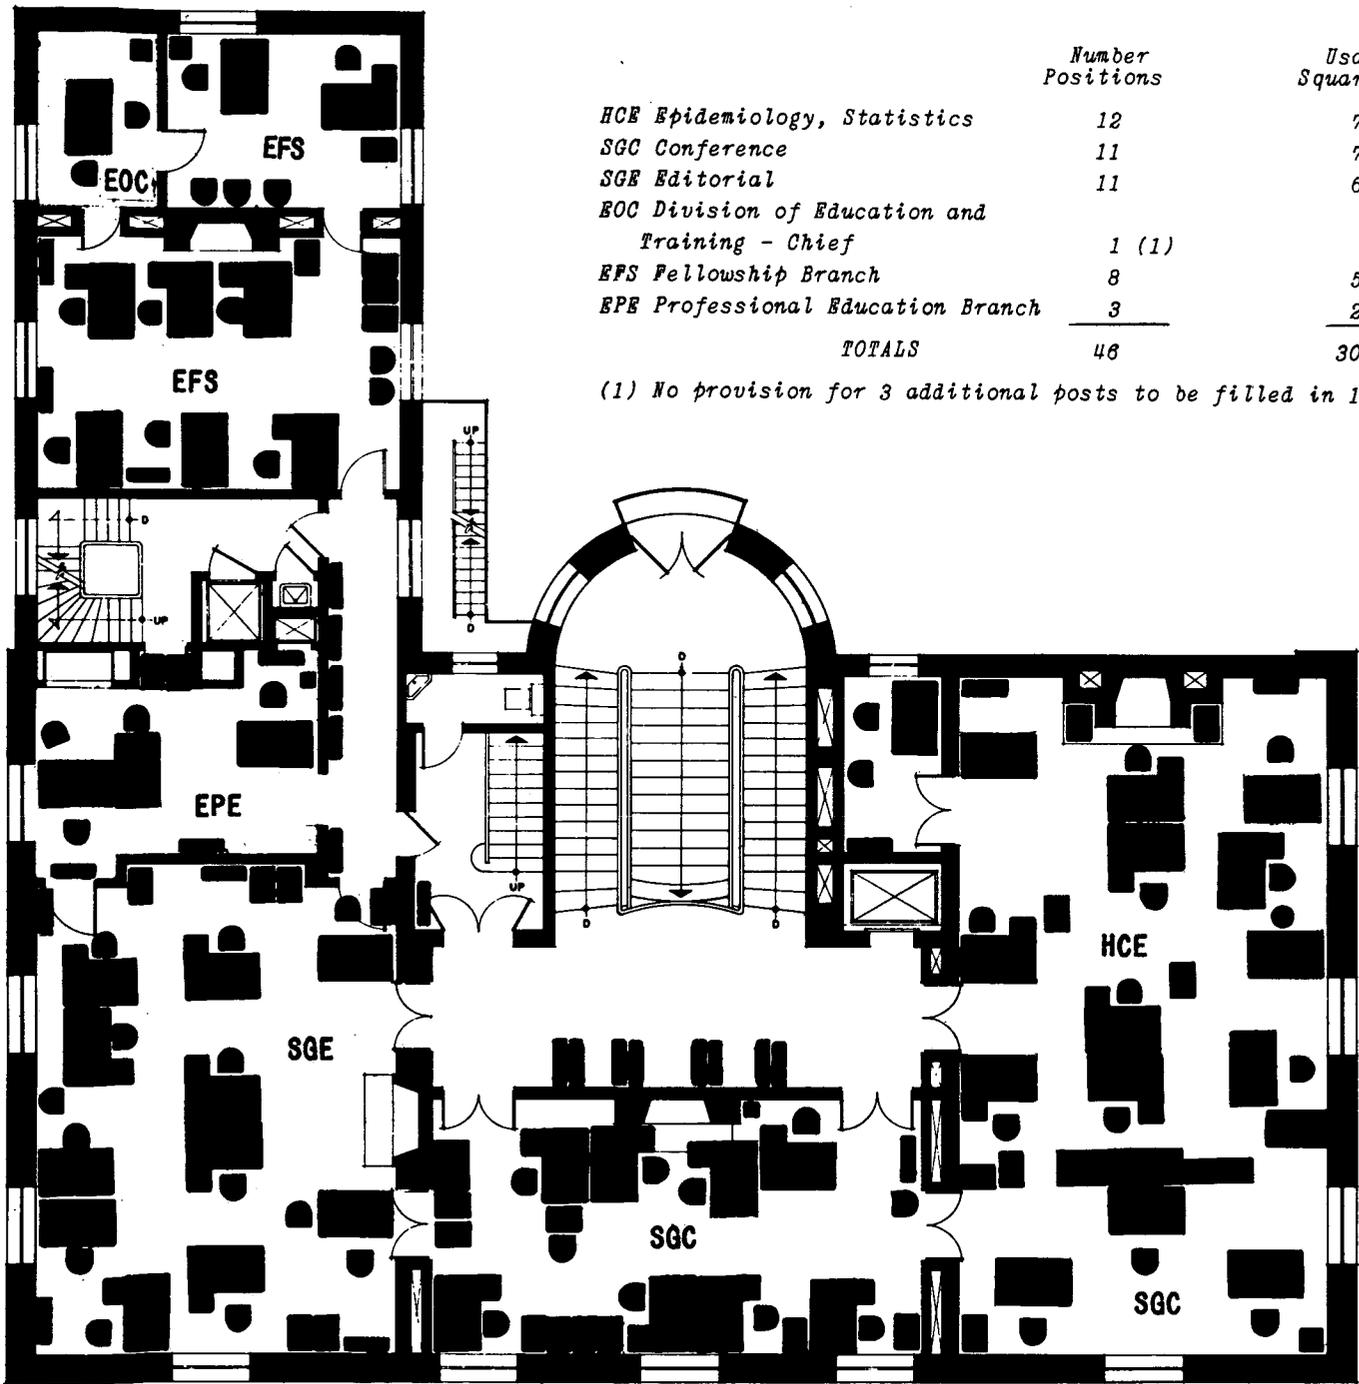 Number
Positions
HCE Epidemiology, Statistics 12
SGC Conference 11
SGE Editorial 11
EOC Division of Education and
Training - Chief 1 (1)
EFS Fellowship Branch 8
EPE Professional Education Branch 3
TOTALS 46 30
(1) No provision for 3 additional posts to be filled in 1
EFS
EOC
EFS
UP
D
D
UP
D
EPE
UP
D
D
D
HCE
SGE
SGC
SGC